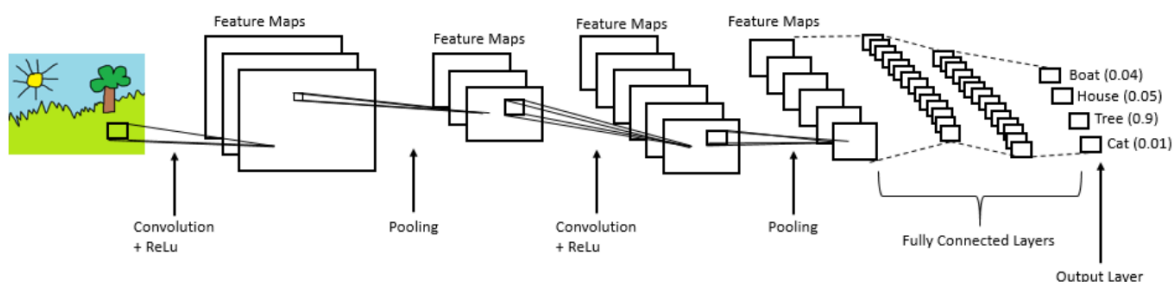 Feature Maps
Feature Maps
Feature Maps
Feature Maps
Boat (0.04)
House (0.05)
Tree (0.9)
Cat (0.01)
Convolution
+ ReLu
Pooling
Convolution
+ ReLu
Pooling
Fully Connected Layers
Output Layer